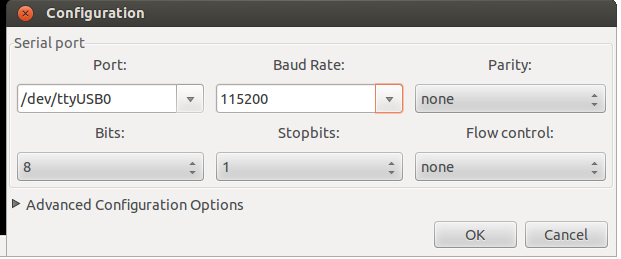 Configuration
Serial port
Port: Baud Rate: Parity:
/dev/ttyUSB0 115200 none
Bits: Stopbits: Flow control:
8 1 none
Advanced Configuration Options
OK Cancel